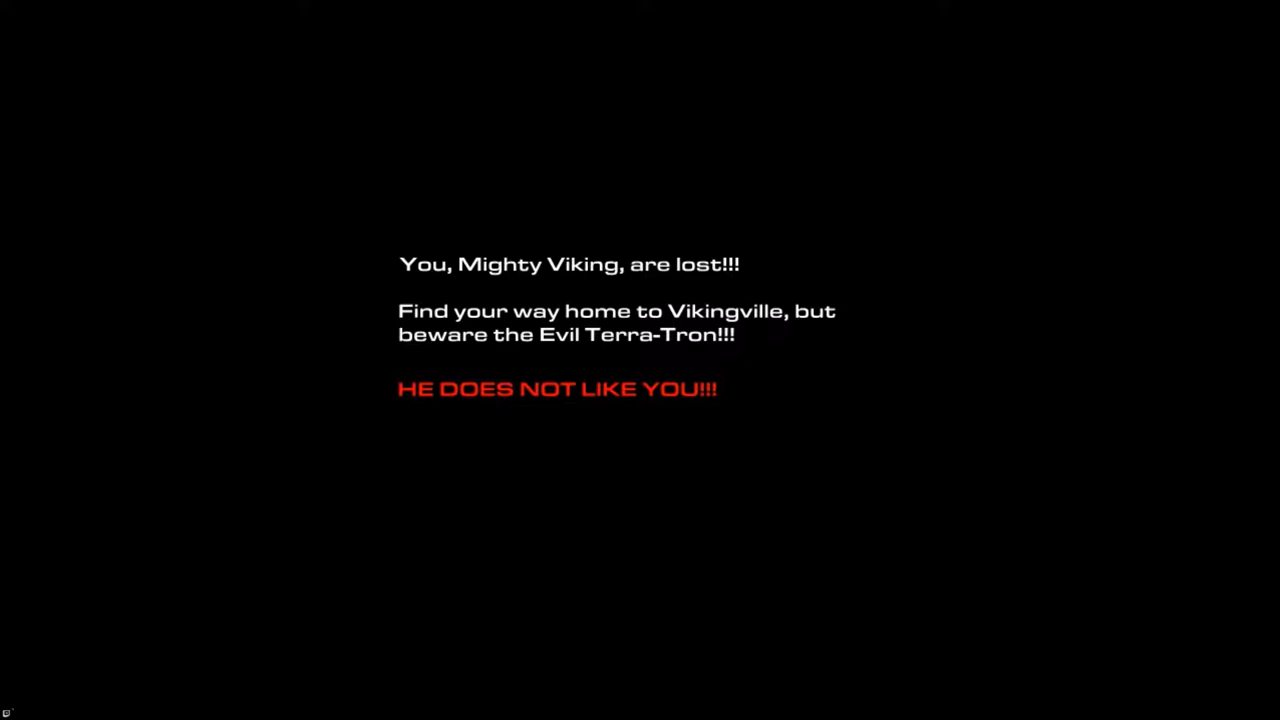 You, Mighty Viking, are lost!!!
Find your way home to Vikingville, but
beware the Evil Terra-Tron!!!
HE DOES NOT LIKE YOU!!!